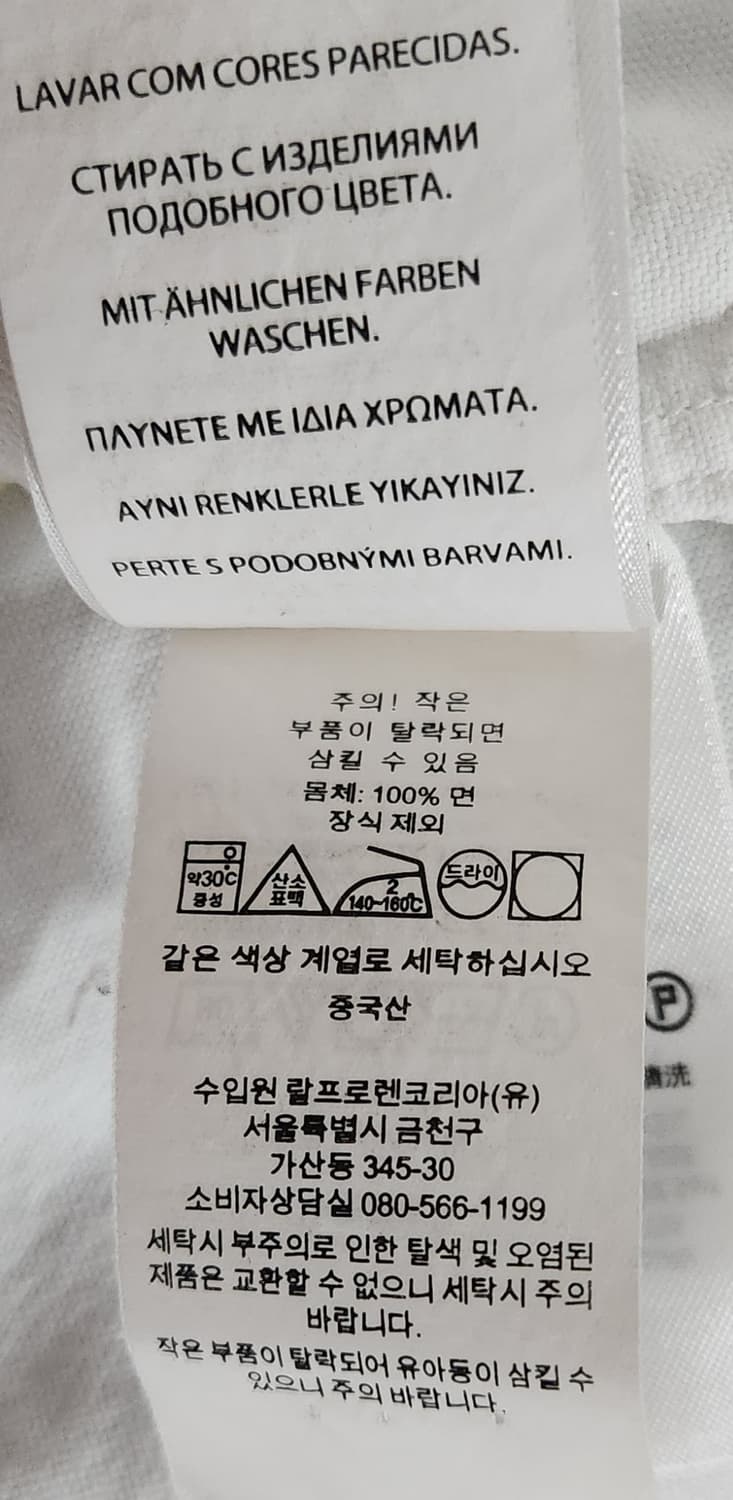 LAVAR COM CORES PARECIDAS.
СТИРАТЬ С ИЗДЕЛИЯМИ
ПОДОБНОГО ЦВЕТА.
MIT ÄHNLICHEN FARBEN
WASCHEN.
ΠΛΥΝΕΤΕ ΜΕ ΙΔΙΑ ΧΡΩΜΑΤΑ.
AYNI RENKLERLE YIKAYINIZ.
PERTE S PODOBNÝMI BARVAMI.
주의! 작은
부품이 탈락되면
삼킬 수 있음
몸체: 100% 면
장식 제외
약30C
중성
산소
표백
2
140~160℃
드라이
같은 색상 계열로 세탁하십시오
중국산
P
洗
수입원 랄프로렌코리아(유)
서울특별시 금천구
가산동 345-30
소비자상담실 080-566-1199
세탁시 부주의로 인한 탈색 및 오염된
제품은 교환할 수 없으니 세탁시 주의
바랍니다.
작은 부품이 탈락되어 유아등이 삼킬 수
있으니 주의 바랍니다.